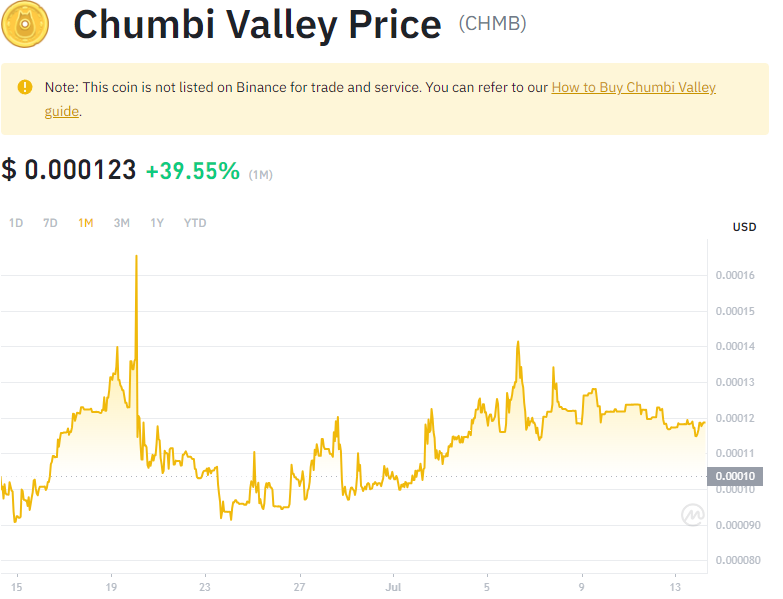 Chumbi Valley Price (CHMB)
Note: This coin is not listed on Binance for trade and service. You can refer to our How to Buy Chumbi Valley
guide.
$ 0.000123 +39.55% (1M)
1D 7D 1M 3M 1Y YTD
USD
0.00016
0.00015
0.00014
0.00013
0.00012
0.00011
0.00010
0.00010
0.000090
0.000080
15 19 23 27 Jul 5 9 13